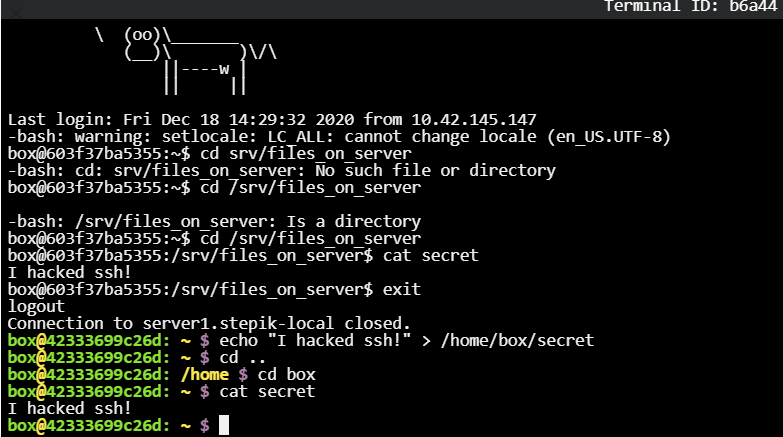 Terminal ID: b6a44
        \  (oo)\_______
           (__)\       )\/\
               ||----w |
               ||     ||
Last login: Fri Dec 18 14:29:32 2020 from 10.42.145.147
-bash: warning: setlocale: LC_ALL: cannot change locale (en_US.UTF-8)
box@603f37ba5355:~$ cd srv/files_on_server
-bash: cd: srv/files_on_server: No such file or directory
box@603f37ba5355:~$ cd /srv/files_on_server
-bash: /srv/files_on_server: Is a directory
box@603f37ba5355:~$ cd /srv/files_on_server
box@603f37ba5355:/srv/files_on_server$ cat secret
I hacked ssh!
box@603f37ba5355:/srv/files_on_server$ exit
logout
Connection to server1.stepik-local closed.
box@42333699c26d: ~ $ echo "I hacked ssh!" > /home/box/secret
box@42333699c26d: ~ $ cd ..
box@42333699c26d: /home $ cd box
box@42333699c26d: ~ $ cat secret
I hacked ssh!
box@42333699c26d: ~ $